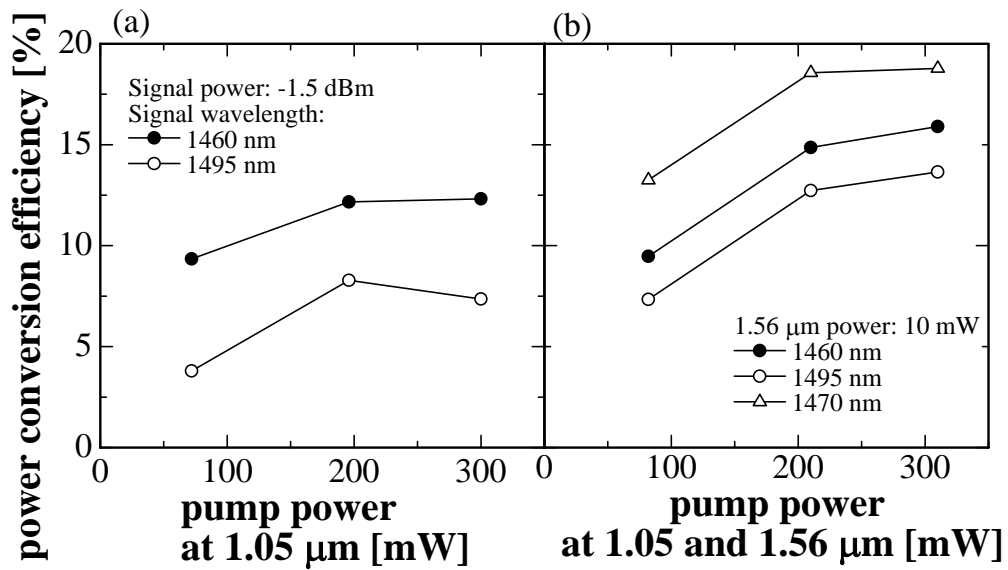 (a)
(b)
power conversion efficiency [%]
20
15
10
5
0
Signal power: -1.5 dBm
Signal wavelength:
1460 nm
1495 nm
1.56 μm power: 10 mW
1460 nm
1495 nm
1470 nm
0 100 200 300
0 100 200 300
pump power
at 1.05 μm [mW]
pump power
at 1.05 and 1.56 μm [mW]